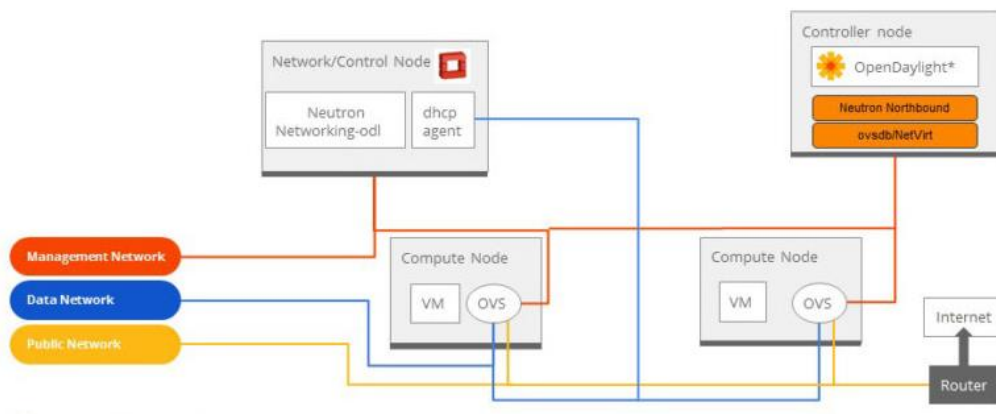 Network/Control Node
Neutron
Networking-odl
dhcp
agent
Controller node
OpenDaylight*
Neutron Northbound
ovsdb/NetVirt
Management Network
Data Network
Public Network
Compute Node
VM
OVS
Compute Node
VM
OVS
Internet
Router